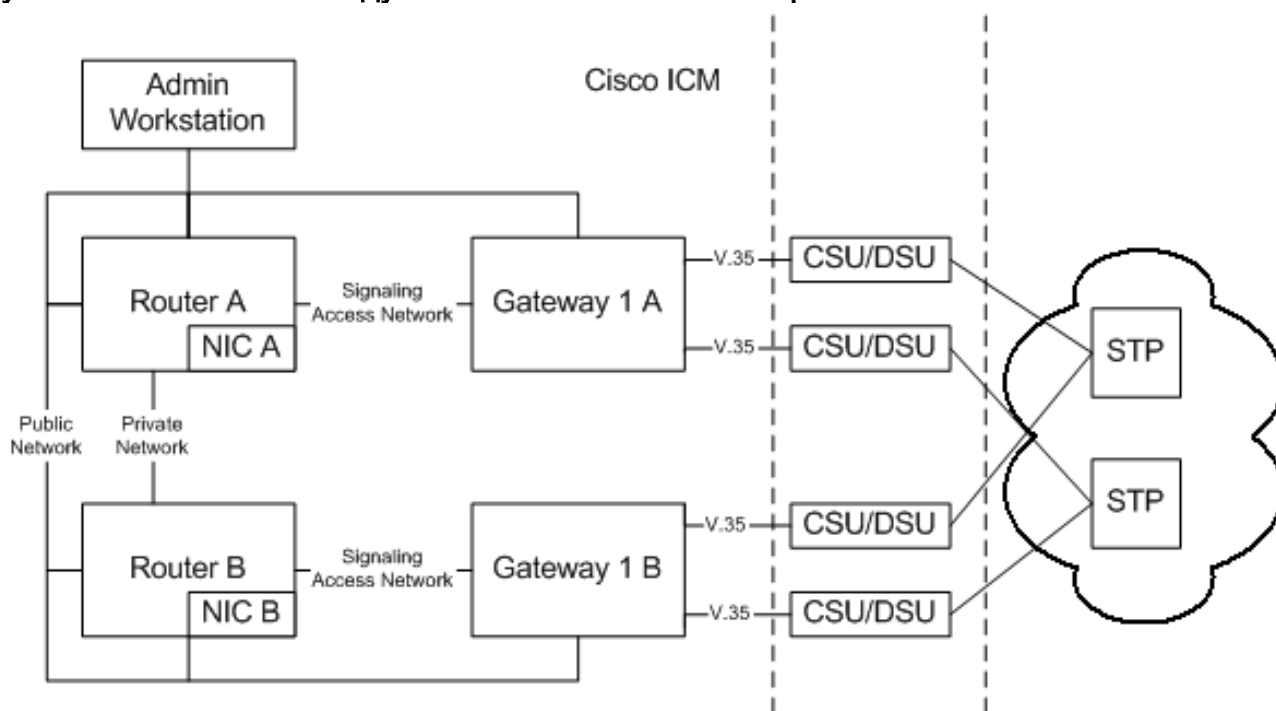 Admin
Workstation
Cisco ICM
Router A
NIC A
Signaling
Access Network
Gateway 1 A
V.35
CSU/DSU
V.35
CSU/DSU
STP
Public
Network
Private
Network
STP
Router B
NIC B
Signaling
Access Network
Gateway 1 B
V.35
CSU/DSU
V.35
CSU/DSU